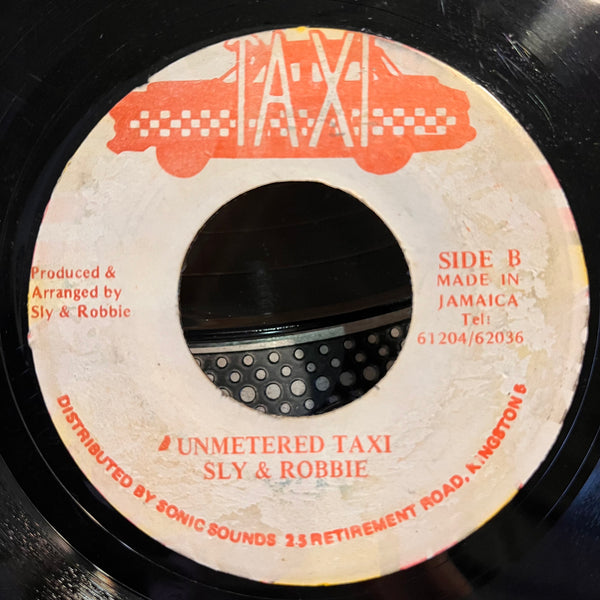 TAXI
Produced &
Arranged by
Sly & Robbie
SIDE B
MADE IN
JAMAICA
Tel:
61204/62036
UNMETERED TAXI
SLY & ROBBIE
DISTRIBUTED BY SONIC SOUNDS 25 RETIREMENT ROAD, KINGSTON 5